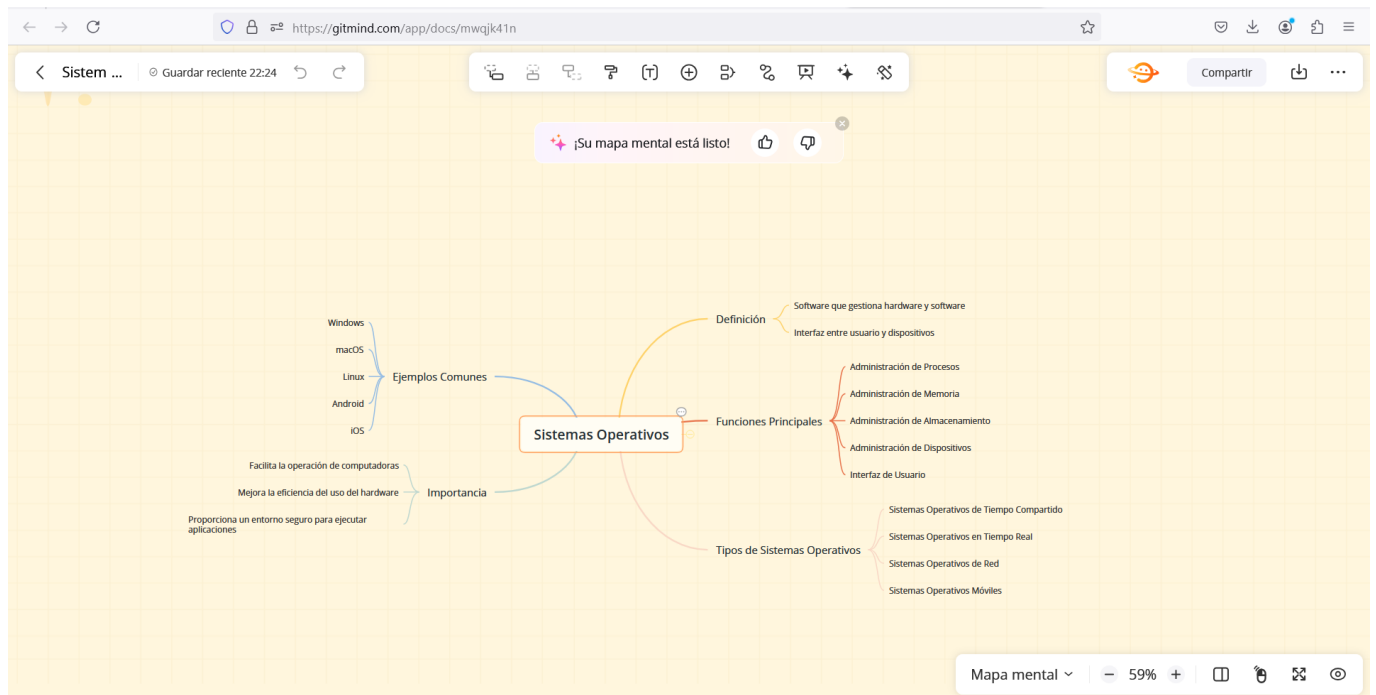 https://gitmind.com/app/docs/mwqjk41n
Sistem ...
Guardar reciente 22:24
Compartir
¡Su mapa mental está listo!
Sistemas Operativos
Definición
Software que gestiona hardware y software
Interfaz entre usuario y dispositivos
Funciones Principales
Administración de Procesos
Administración de Memoria
Administración de Almacenamiento
Administración de Dispositivos
Interfaz de Usuario
Tipos de Sistemas Operativos
Sistemas Operativos de Tiempo Compartido
Sistemas Operativos en Tiempo Real
Sistemas Operativos de Red
Sistemas Operativos Móviles
Ejemplos Comunes
Windows
macOS
Linux
Android
iOS
Importancia
Facilita la operación de computadoras
Mejora la eficiencia del uso del hardware
Proporciona un entorno seguro para ejecutar
aplicaciones
Mapa mental
59%